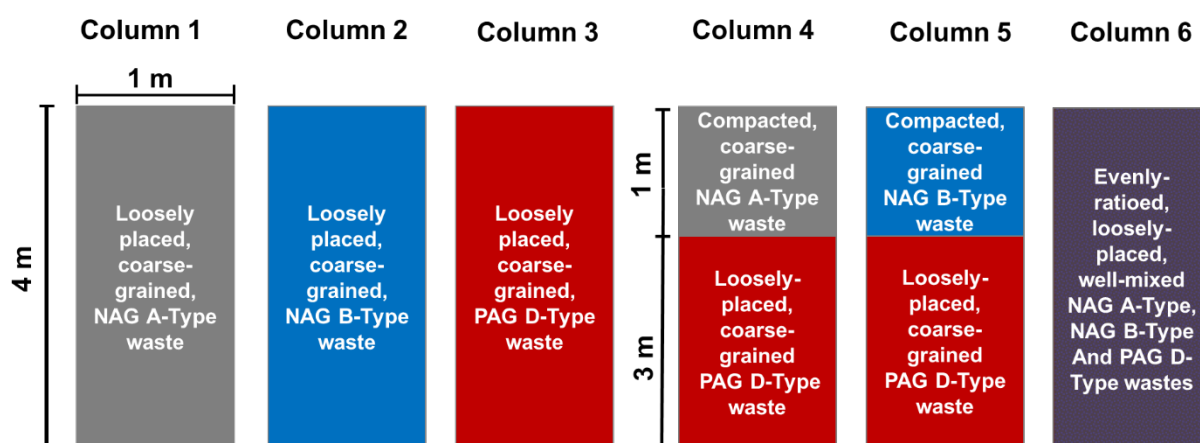 Column 1
Column 2
Column 3
Column 4
Column 5
Column 6
1 m
4 m
Loosely
placed,
coarse-
grained,
NAG A-Type
waste
Loosely
placed,
coarse-
grained,
NAG B-Type
waste
Loosely
placed,
coarse-
grained,
PAG D-Type
waste
1 m
3 m
Compacted,
coarse-
grained
NAG A-Type
waste
Loosely-
placed,
coarse-
grained
PAG D-Type
waste
Compacted,
coarse-
grained
NAG B-Type
waste
Loosely-
placed,
coarse-
grained
PAG D-Type
waste
Evenly-
ratioed,
loosely-
placed,
well-mixed
NAG A-Type,
NAG B-Type
And PAG D-
Type wastes